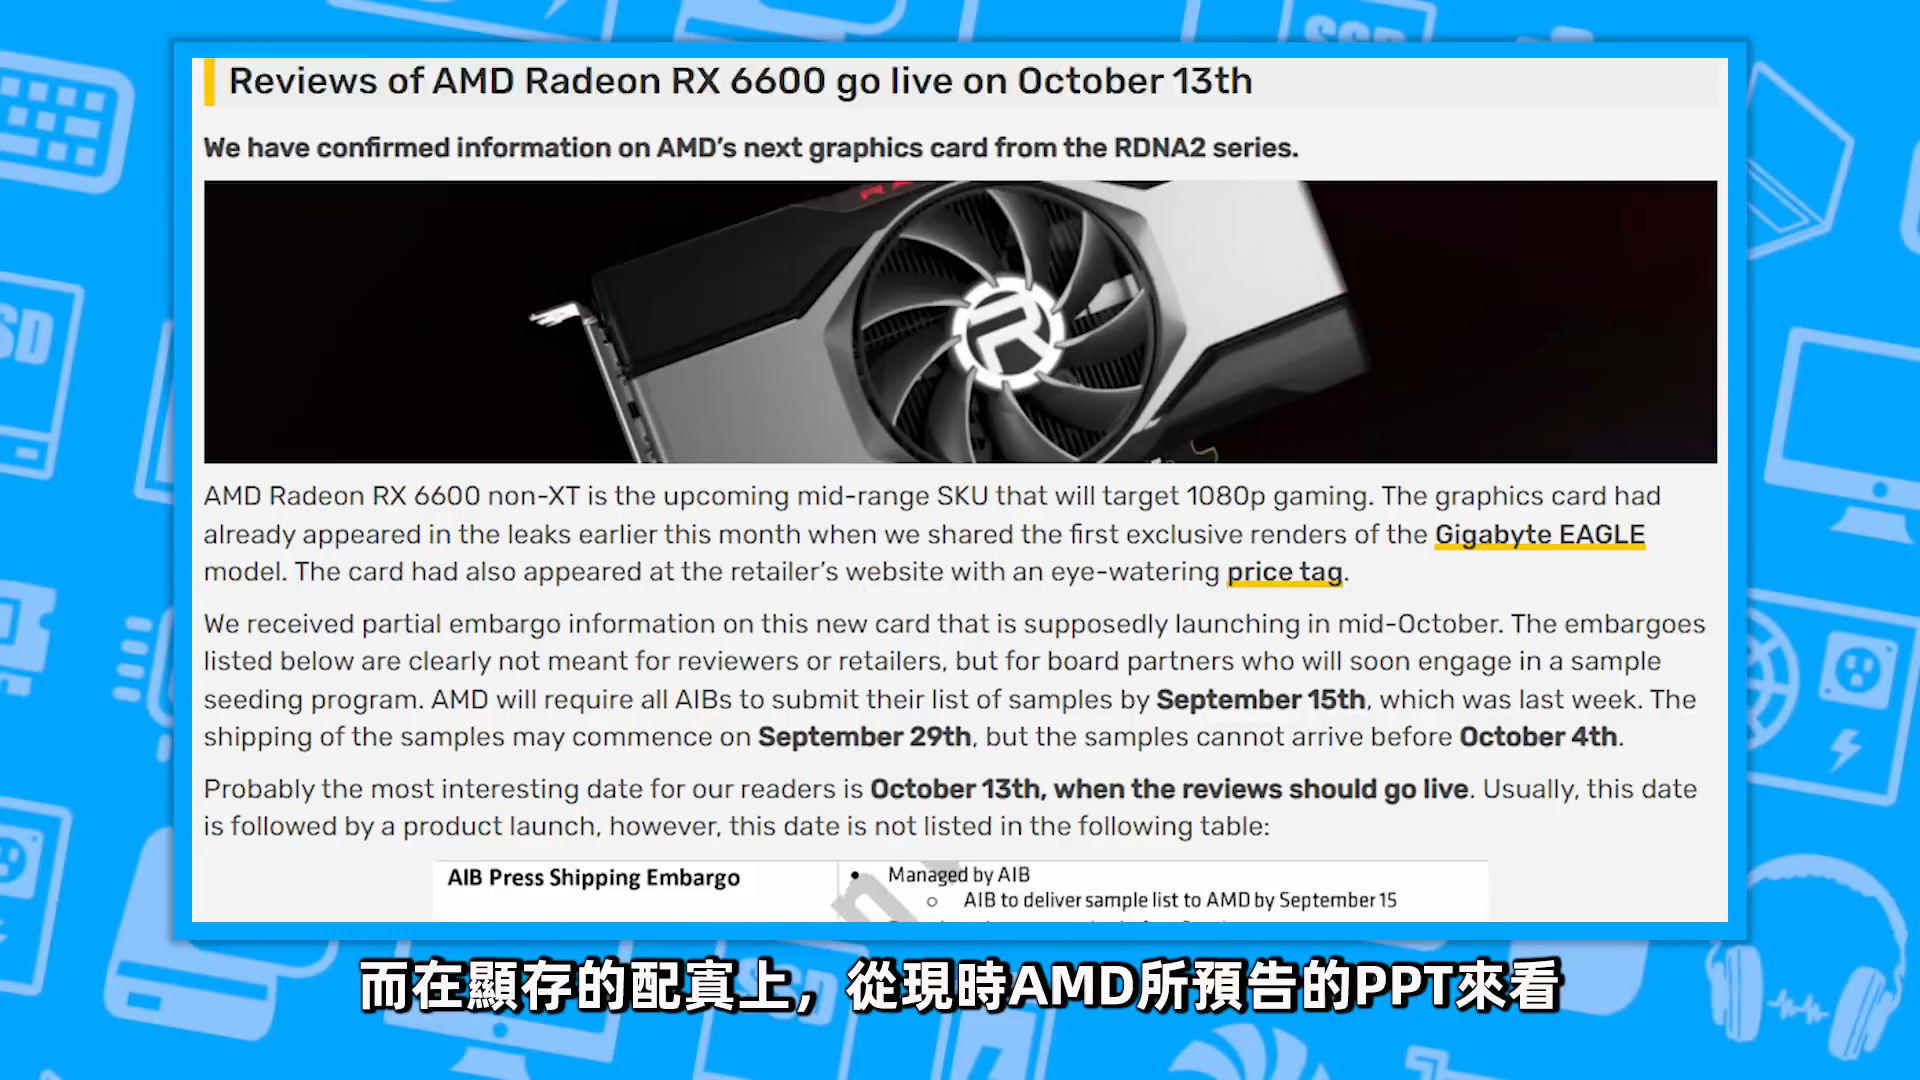 Reviews of AMD Radeon RX 6600 go live on October 13th
We have confirmed information on AMD's next graphics card from the RDNA2 series.
AMD Radeon RX 6600 non-XT is the upcoming mid-range SKU that will target 1080p gaming. The graphics card had
already appeared in the leaks earlier this month when we shared the first exclusive renders of the Gigabyte EAGLE
model. The card had also appeared at the retailer's website with an eye-watering price tag.
We received partial embargo information on this new card that is supposedly launching in mid-October. The embargoes
listed below are clearly not meant for reviewers or retailers, but for board partners who will soon engage in a sample
seeding program. AMD will require all AIBs to submit their list of samples by September 15th, which was last week. The
shipping of the samples may commence on September 29th, but the samples cannot arrive before October 4th.
Probably the most interesting date for our readers is October 13th, when the reviews should go live. Usually, this date
is followed by a product launch, however, this date is not listed in the following table:
AIB Press Shipping Embargo
• Managed by AIB
o AIB to deliver sample list to AMD by September 15
而在顯存的配寘上，從現時AMD所預告的PPT來看
SSD
SD
SD